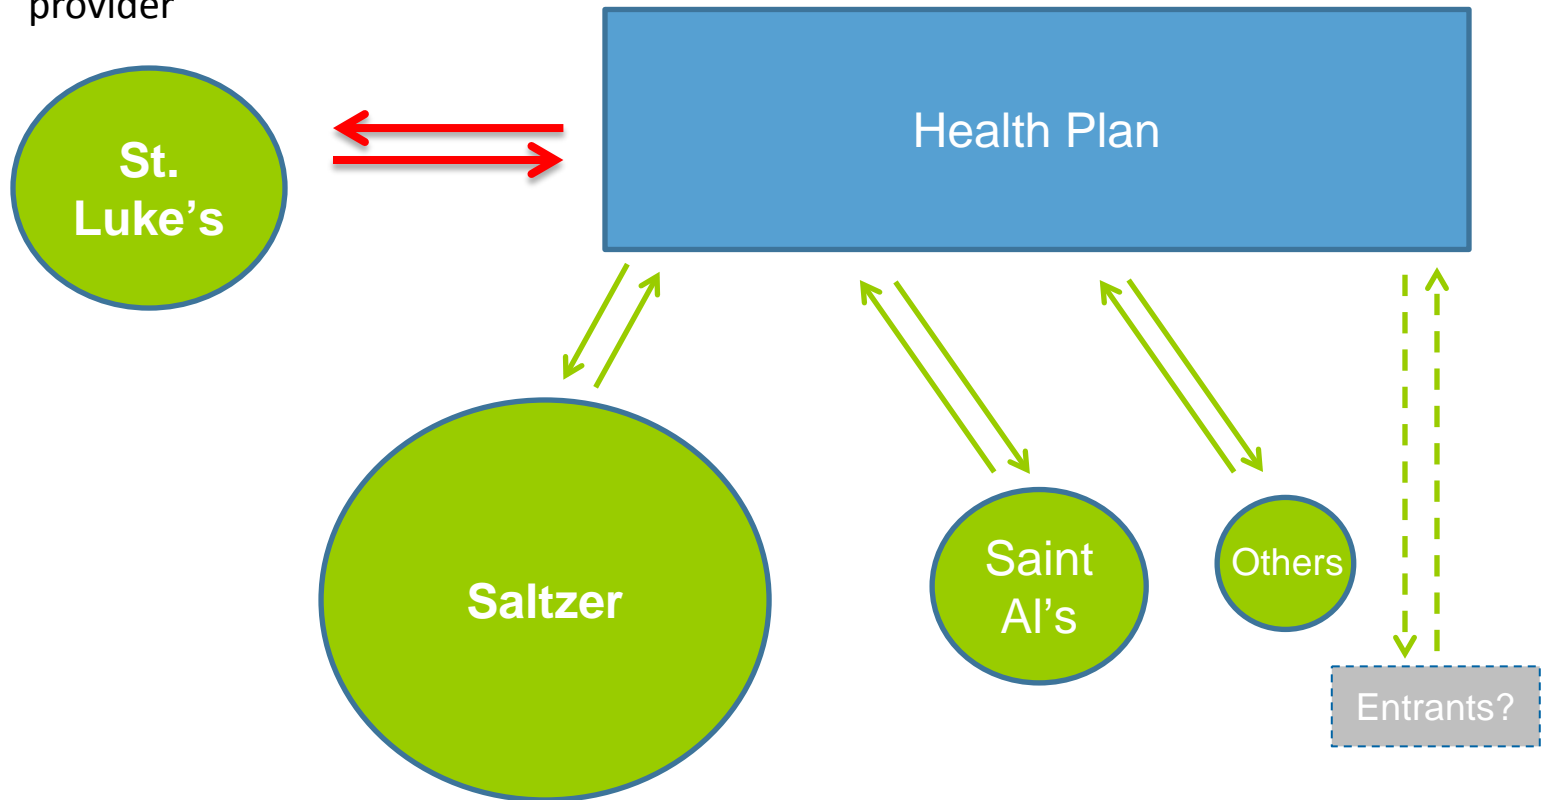 provider
Health Plan
St.
Luke’s
Saltzer
Saint
Al’s
Others
Entrants?